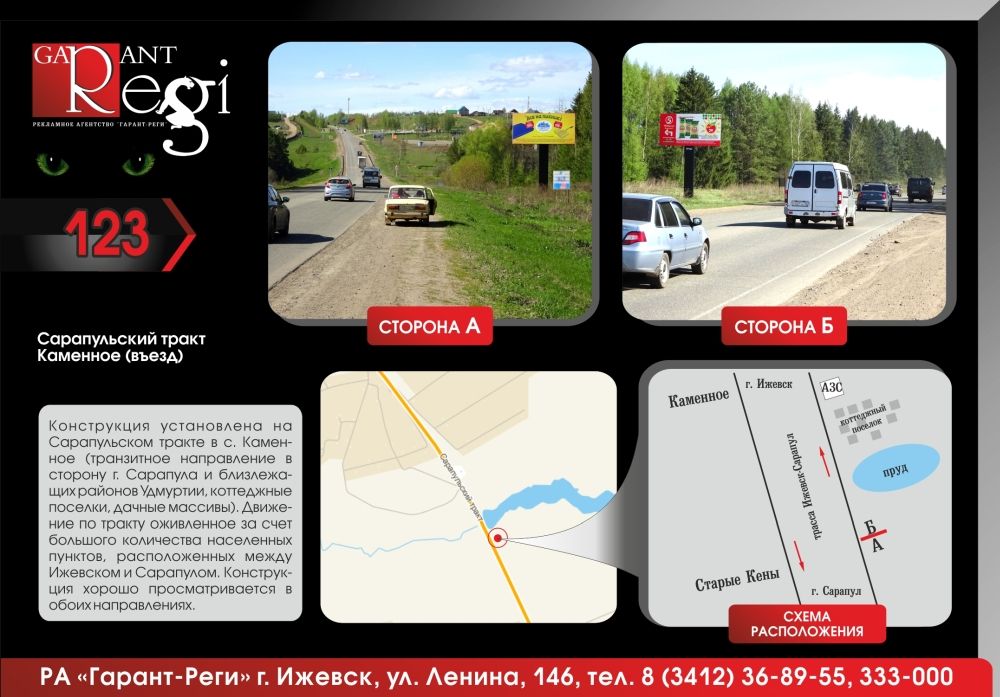 GARANT
Regi
РЕКЛАМНОЕ АГЕНТСТВО "ГАРАНТ-РЕГИ"
123
Сарапульский тракт
Каменное (въезд)
СТОРОНА А
СТОРОНА Б
Конструкция установлена на
Сарапульском тракте в с. Камен-
ное (транзитное направление в
сторону г. Сарапула и близлежа-
щих районов Удмуртии, коттеджные
поселки, дачные массивы). Движе-
ние по тракту оживленное за счет
большого количества населенных
пунктов, расположенных между
Ижевском и Сарапулом. Конструк-
ция хорошо просматривается в
обоих направлениях.
Сарапульский тракт
Каменное
г. Ижевск
АЗС
коттеджный
поселок
пруд
трасса Ижевск-Сарапул
Б
А
Старые Кены
г. Сарапул
СХЕМА
РАСПОЛОЖЕНИЯ
РА «Гарант-Реги» г. Ижевск, ул. Ленина, 146, тел. 8 (3412) 36-89-55, 333-000